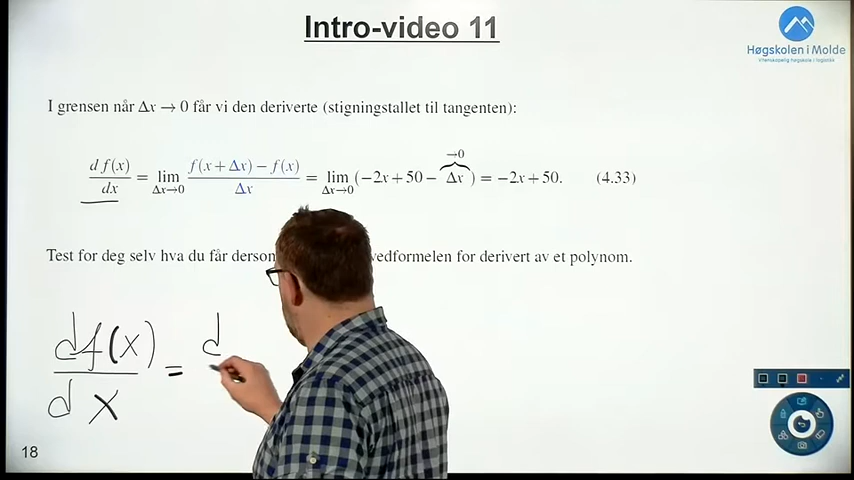 Intro-video 11
Høgskolen i Molde
Vitenskapelig høgskole i logistikk
I grensen når Δx → 0 får vi den deriverte (stigningstallet til tangenten):
d f(x)/dx = lim Δx→0 f(x + Δx) − f(x)/Δx = lim Δx→0 (−2x + 50 − Δx →0) = −2x + 50. (4.33)
Test for deg selv hva du får derson vedformelen for derivert av et polynom.
df(x)/dx = d
18